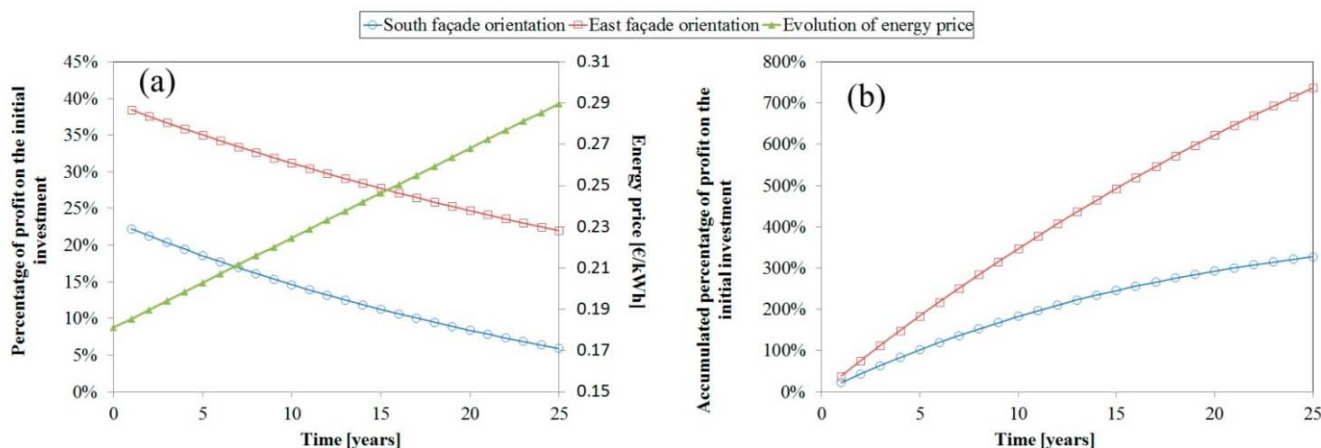 South façade orientation East façade orientation Evolution of energy price
(a)
Percentatge of profit on the initial
investment
45%
40%
35%
30%
25%
20%
15%
10%
5%
0%
0 5 10 15 20 25
Time [years]
0.31
0.29
0.27
0.25
0.23
0.21
0.19
0.17
0.15
Energy price [€/kWh]
(b)
Accumulated percentatge of profit on the
initial investment
800%
700%
600%
500%
400%
300%
200%
100%
0%
0 5 10 15 20 25
Time [years]